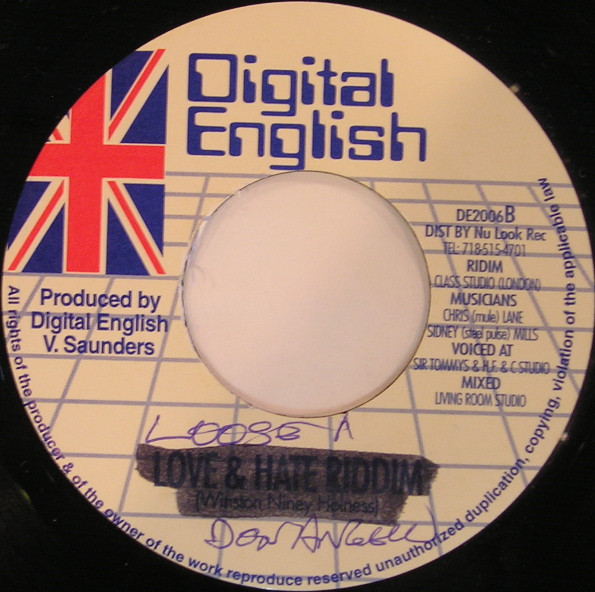 Digital
English
DE2006B
DIST BY Nu Look Rec
TEL: 718-515-4701
RIDIM
CLASS STUDIO (LONDON)
MUSICIANS
CHRIS (mule) LANE
SIDNEY (steel pulse) MILLS
VOICED AT
SIR TOMMYS & H.F. & C STUDIO
MIXED
LIVING ROOM STUDIO
Produced by
Digital English
V. Saunders
LOOSE A
LOVE & HATE RIDDIM
(Winston Niney Holness)
DON ANGELO
All rights of the producer & of the owner of the work reproduce reserved unauthorized duplication, copying, violation of the applicable law